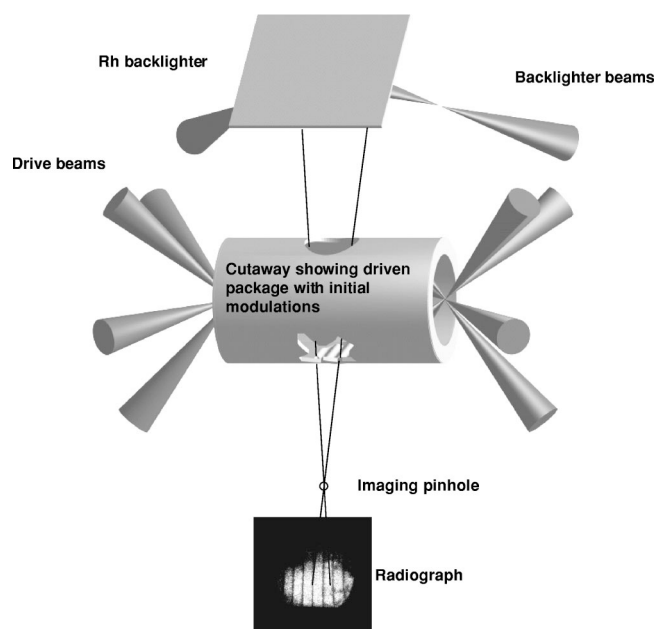 Rh backlighter
Backlighter beams
Drive beams
Cutaway showing driven
package with initial
modulations
Imaging pinhole
Radiograph